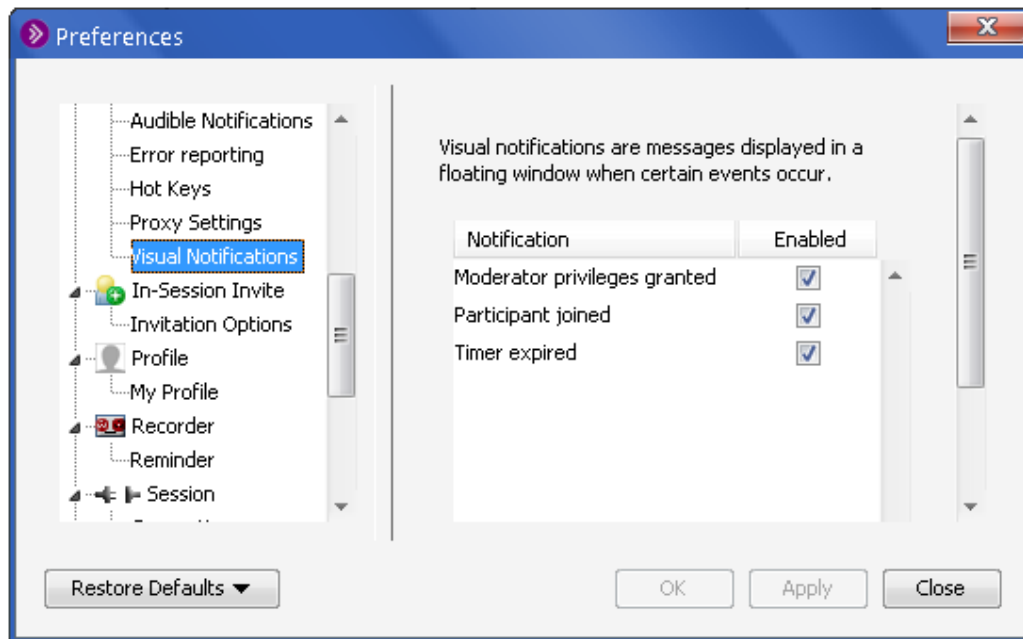 Preferences
Audible Notifications
Error reporting
Hot Keys
Proxy Settings
Visual Notifications
In-Session Invite
Invitation Options
Profile
My Profile
Recorder
Reminder
Session
Visual notifications are messages displayed in a
floating window when certain events occur.
Notification Enabled
Moderator privileges granted
Participant joined
Timer expired
Restore Defaults
OK
Apply
Close